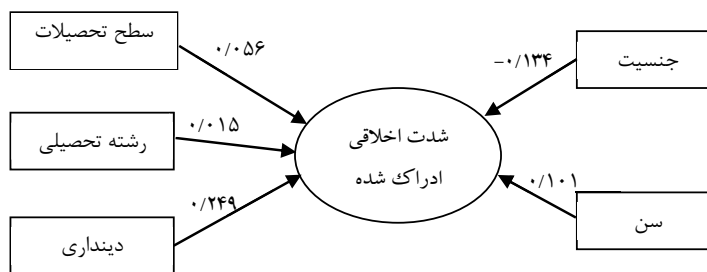 سطح تحصیلات
۰/۰۵۶
-۰/۱۳۴
جنسیت
رشته تحصیلی
۰/۰۱۵
شدت اخلاقی
ادراک شده
دینداری
۰/۲۴۹
۰/۱۰۱
سن